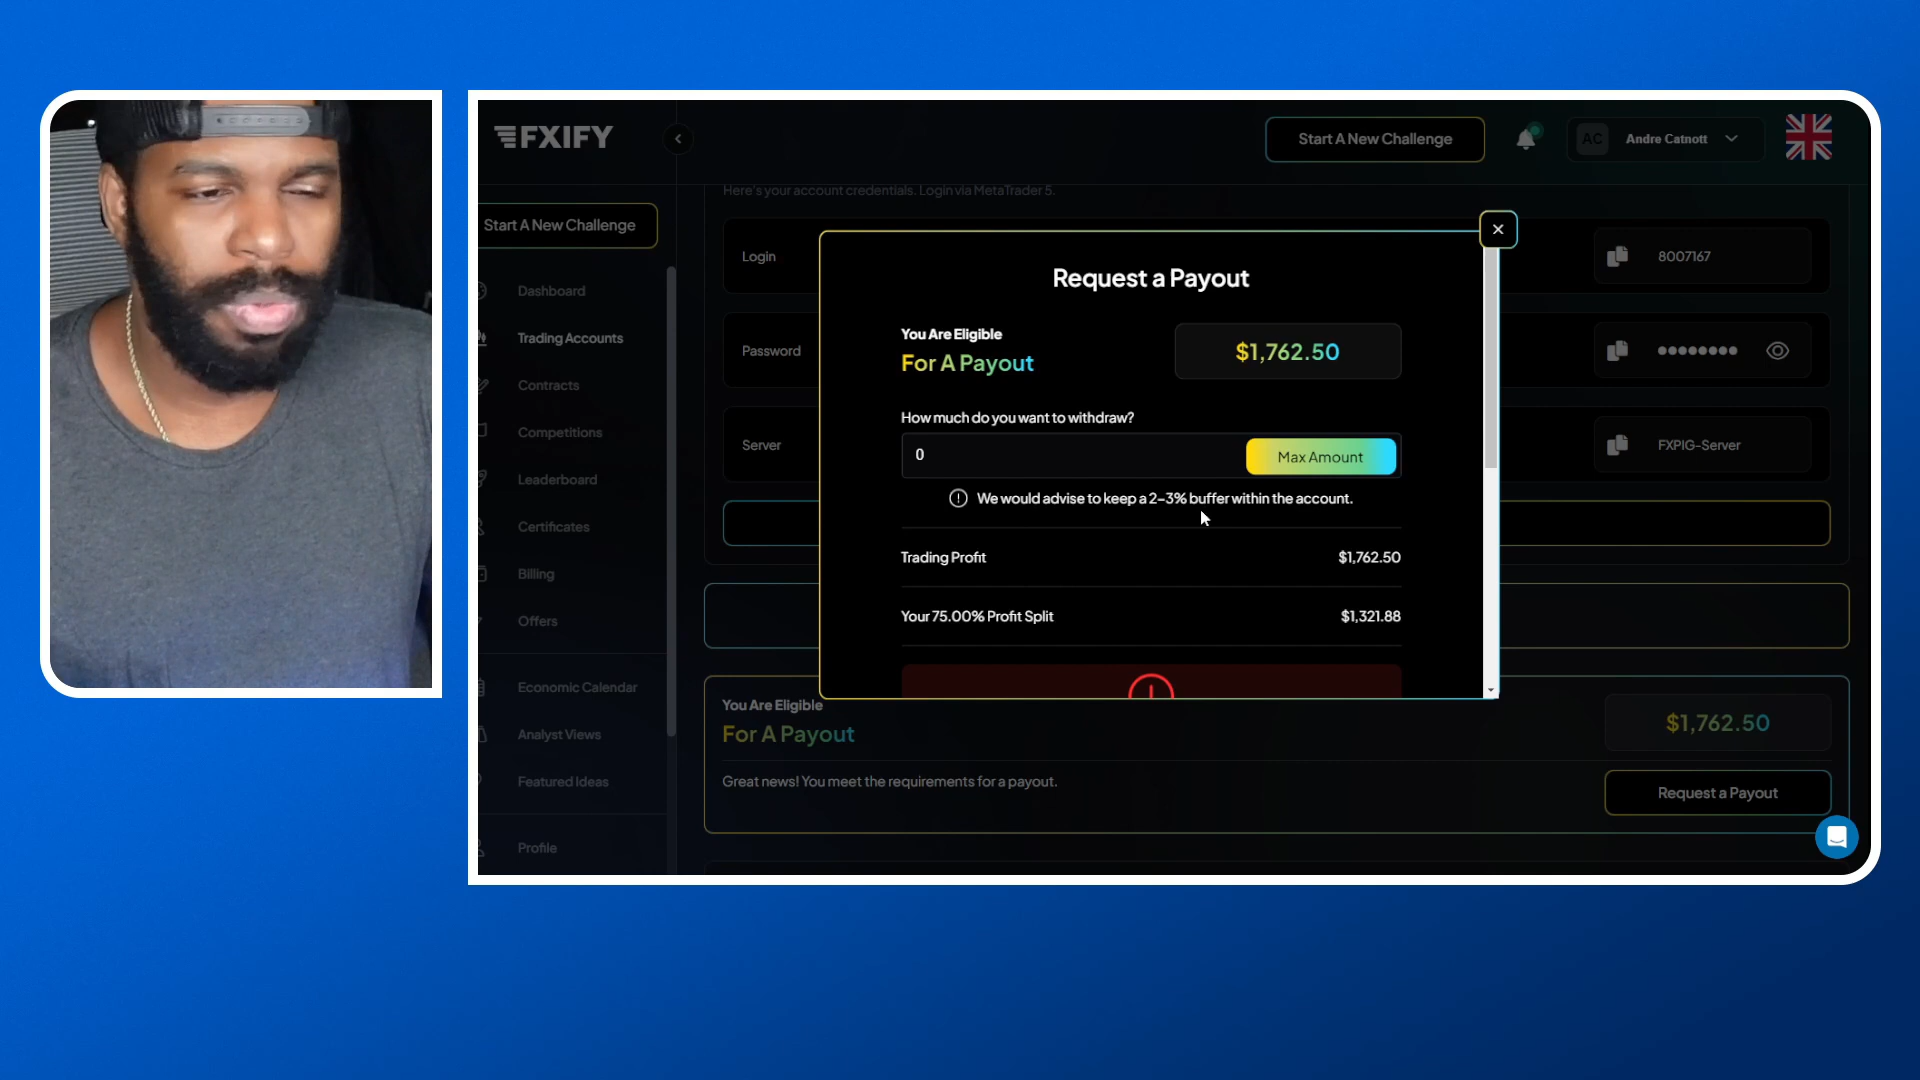 FXIFY
Start A New Challenge
AC
Andre Catnott
Start A New Challenge
Dashboard
Trading Accounts
Contracts
Competitions
Leaderboard
Certificates
Billing
Offers
Economic Calendar
Analyst Views
Featured Ideas
Profile
Here's your account credentials. Login via MetaTrader 5.
Login
8007167
Password
Server
FXPIG-Server
Request a Payout
You Are Eligible
For A Payout
$1,762.50
How much do you want to withdraw?
0
Max Amount
We would advise to keep a 2-3% buffer within the account.
Trading Profit
$1,762.50
Your 75.00% Profit Split
$1,321.88
You Are Eligible
For A Payout
$1,762.50
Great news! You meet the requirements for a payout.
Request a Payout